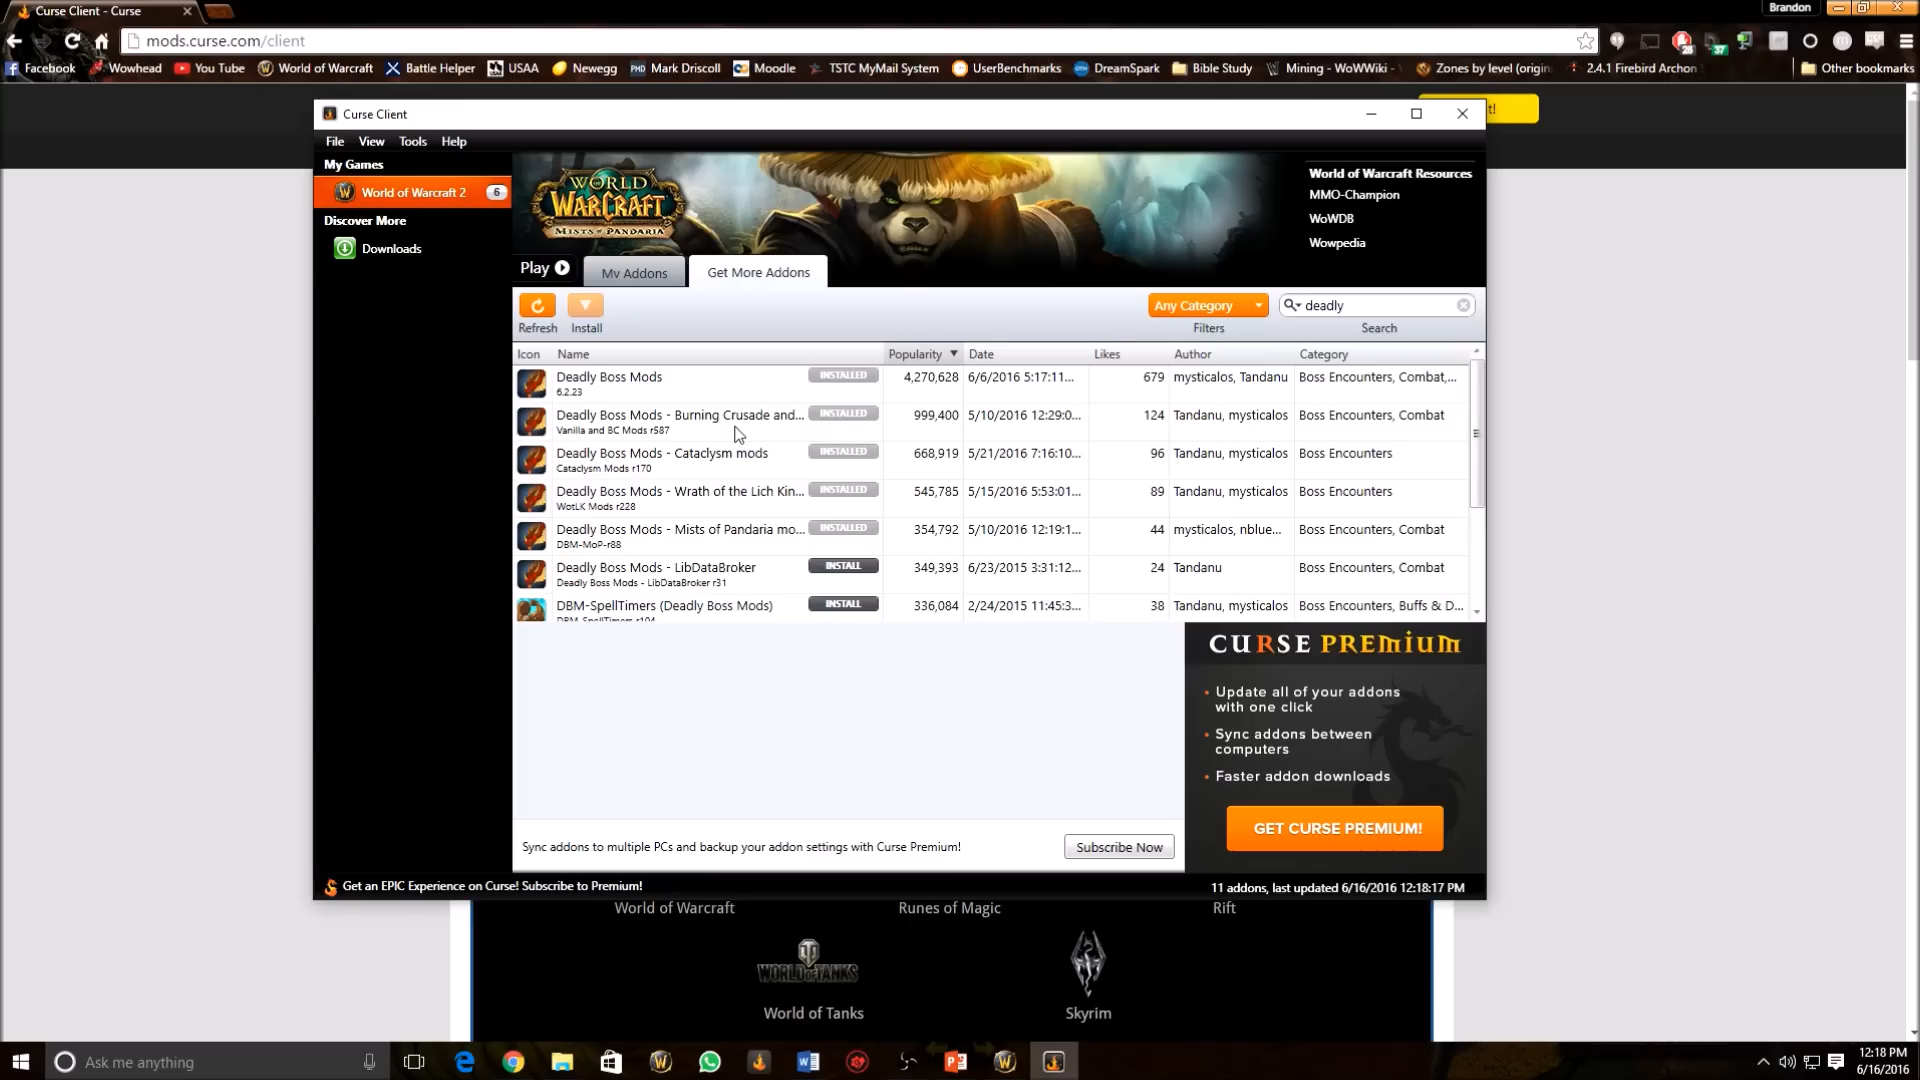 Curse Client - Curse
Brandon
mods.curse.com/client
Facebook Wowhead You Tube World of Warcraft Battle Helper USAA Newegg Mark Driscoll Moodle TSTC MyMail System UserBenchmarks DreamSpark Bible Study Mining - WoWWiki - Zones by level (origin 2.4.1 Firebird Archon Other bookmarks
Curse Client
File View Tools Help
My Games
World of Warcraft 2 6
Discover More
Downloads
WORLD
WARCRAFT
MISTS OF PANDARIA
World of Warcraft Resources
MMO-Champion
WoWDB
Wowpedia
Play My Addons Get More Addons
Any Category deadly
Refresh Install Filters Search
Icon Name Popularity Date Likes Author Category
Deadly Boss Mods INSTALLED 4,270,628 6/6/2016 5:17:11... 679 mysticalos, Tandanu Boss Encounters, Combat,...
6.2.23
Deadly Boss Mods - Burning Crusade and... INSTALLED 999,400 5/10/2016 12:29:0... 124 Tandanu, mysticalos Boss Encounters, Combat
Vanilla and BC Mods r587
Deadly Boss Mods - Cataclysm mods INSTALLED 668,919 5/21/2016 7:16:10... 96 Tandanu, mysticalos Boss Encounters
Cataclysm Mods r170
Deadly Boss Mods - Wrath of the Lich Kin... INSTALLED 545,785 5/15/2016 5:53:01... 89 Tandanu, mysticalos Boss Encounters
WotLK Mods r228
Deadly Boss Mods - Mists of Pandaria mo... INSTALLED 354,792 5/10/2016 12:19:1... 44 mysticalos, nblue... Boss Encounters, Combat
DBM-MoP-r88
Deadly Boss Mods - LibDataBroker INSTALL 349,393 6/23/2015 3:31:12... 24 Tandanu Boss Encounters, Combat
Deadly Boss Mods - LibDataBroker r31
DBM-SpellTimers (Deadly Boss Mods) INSTALL 336,084 2/24/2015 11:45:3... 38 Tandanu, mysticalos Boss Encounters, Buffs & D...
DBM-SpellTimers r104
CURSE PREMIUM
• Update all of your addons
with one click
• Sync addons between
computers
• Faster addon downloads
GET CURSE PREMIUM!
Sync addons to multiple PCs and backup your addon settings with Curse Premium! Subscribe Now
Get an EPIC Experience on Curse! Subscribe to Premium! 11 addons, last updated 6/16/2016 12:18:17 PM
World of Warcraft Runes of Magic Rift
WORLD OF TANKS
World of Tanks Skyrim
Ask me anything
12:18 PM
6/16/2016